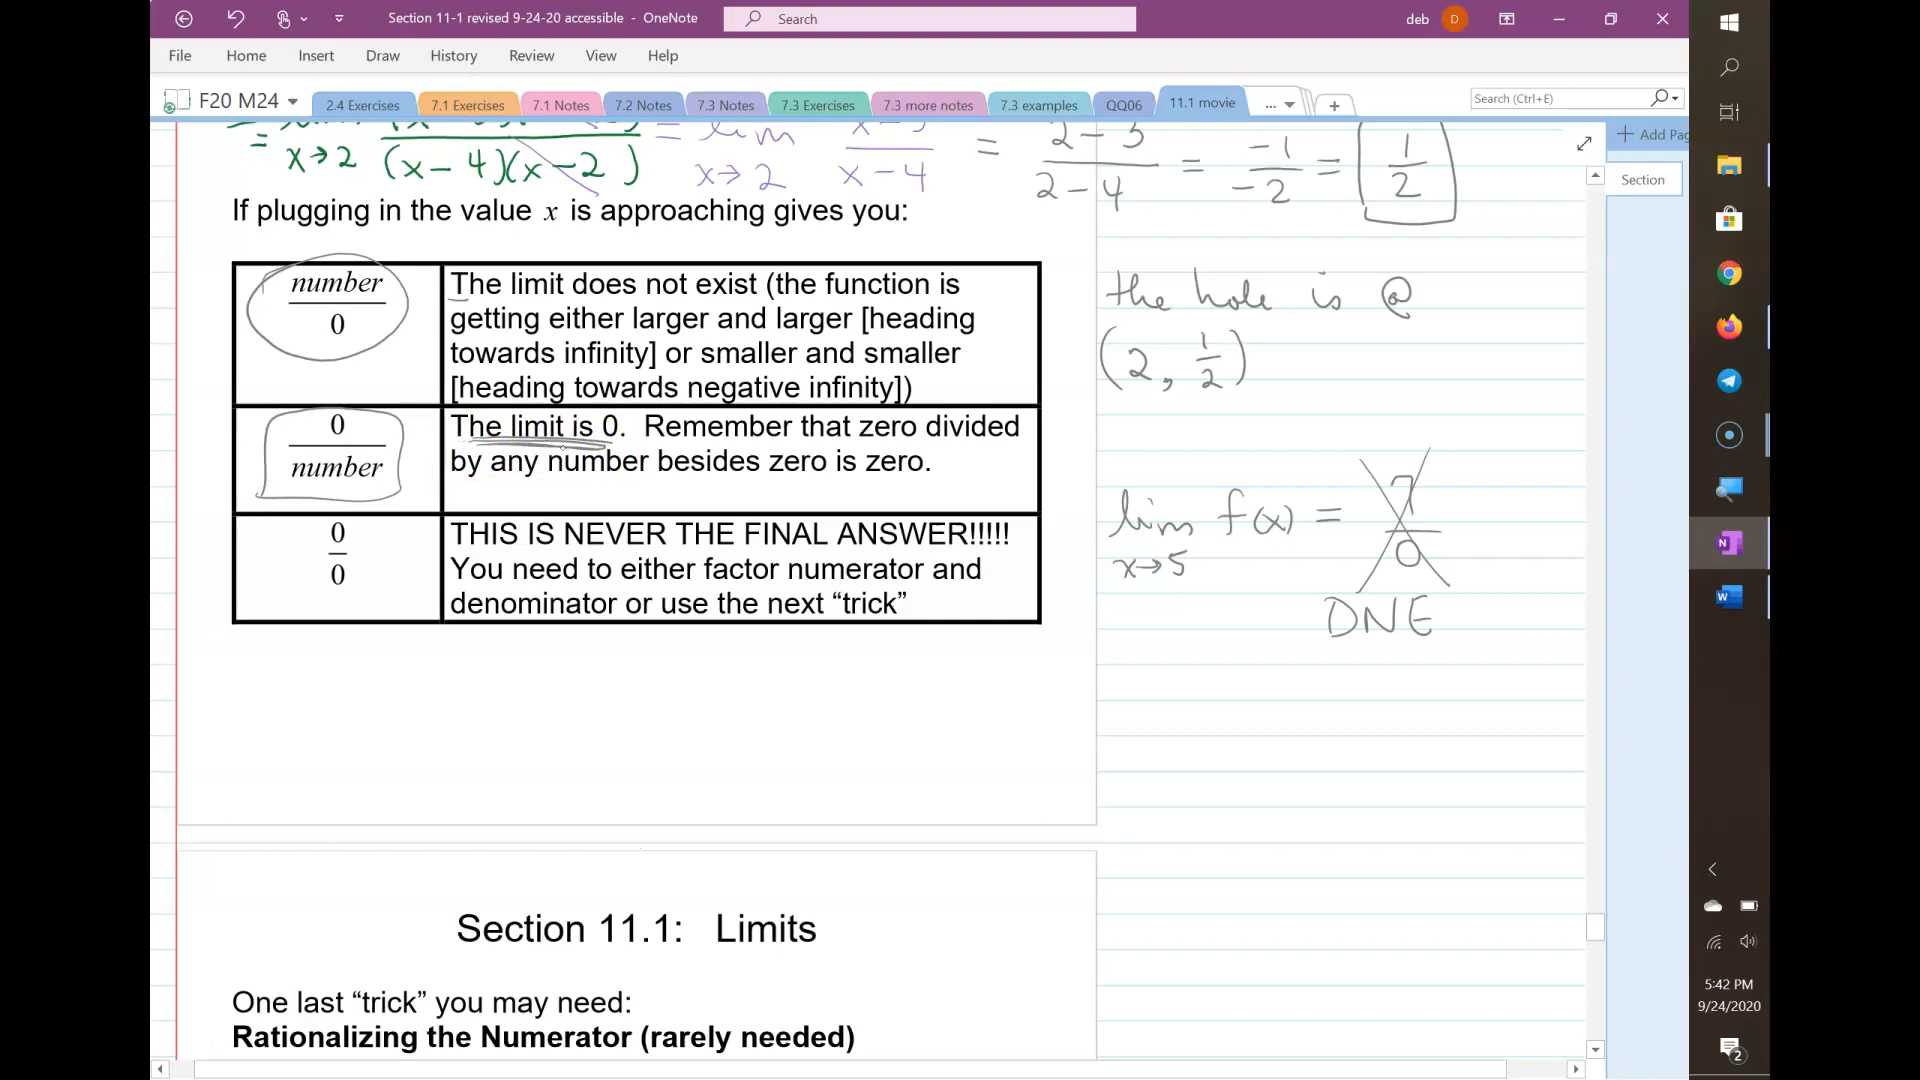 Section 11-1 revised 9-24-20 accessible - OneNote
Search
deb
D
File Home Insert Draw History Review View Help
F20 M24
2.4 Exercises 7.1 Exercises 7.1 Notes 7.2 Notes 7.3 Notes 7.3 Exercises 7.3 more notes 7.3 examples QQ06 11.1 movie ... +
Search (Ctrl+E)
+ Add Pag
Section
= x→2 (x-4)(x-2) = lim x→2 x-4 = 2-4 = -1/-2 = 1/2
If plugging in the value x is approaching gives you:
number
0
The limit does not exist (the function is
getting either larger and larger [heading
towards infinity] or smaller and smaller
[heading towards negative infinity])
0
number
The limit is 0. Remember that zero divided
by any number besides zero is zero.
0
0
THIS IS NEVER THE FINAL ANSWER!!!!!
You need to either factor numerator and
denominator or use the next “trick”
the hole is @
(2, 1/2)
lim x→5 f(x) = 7/0
DNE
Section 11.1: Limits
One last “trick” you may need:
Rationalizing the Numerator (rarely needed)
5:42 PM
9/24/2020
2